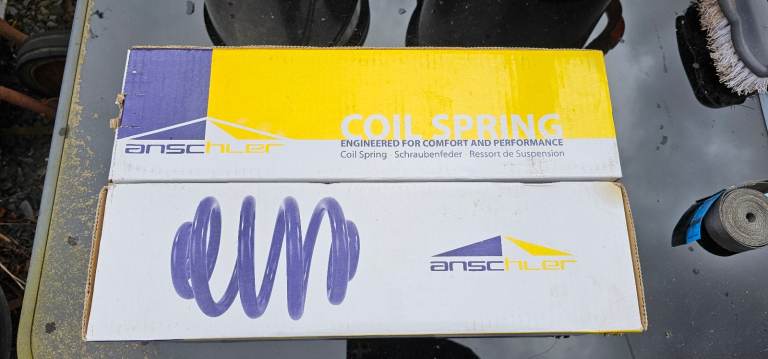 COIL SPRING
ENGINEERED FOR COMFORT AND PERFORMANCE
Coil Spring · Schraubenfeder · Ressort de Suspension
anschler
anschler